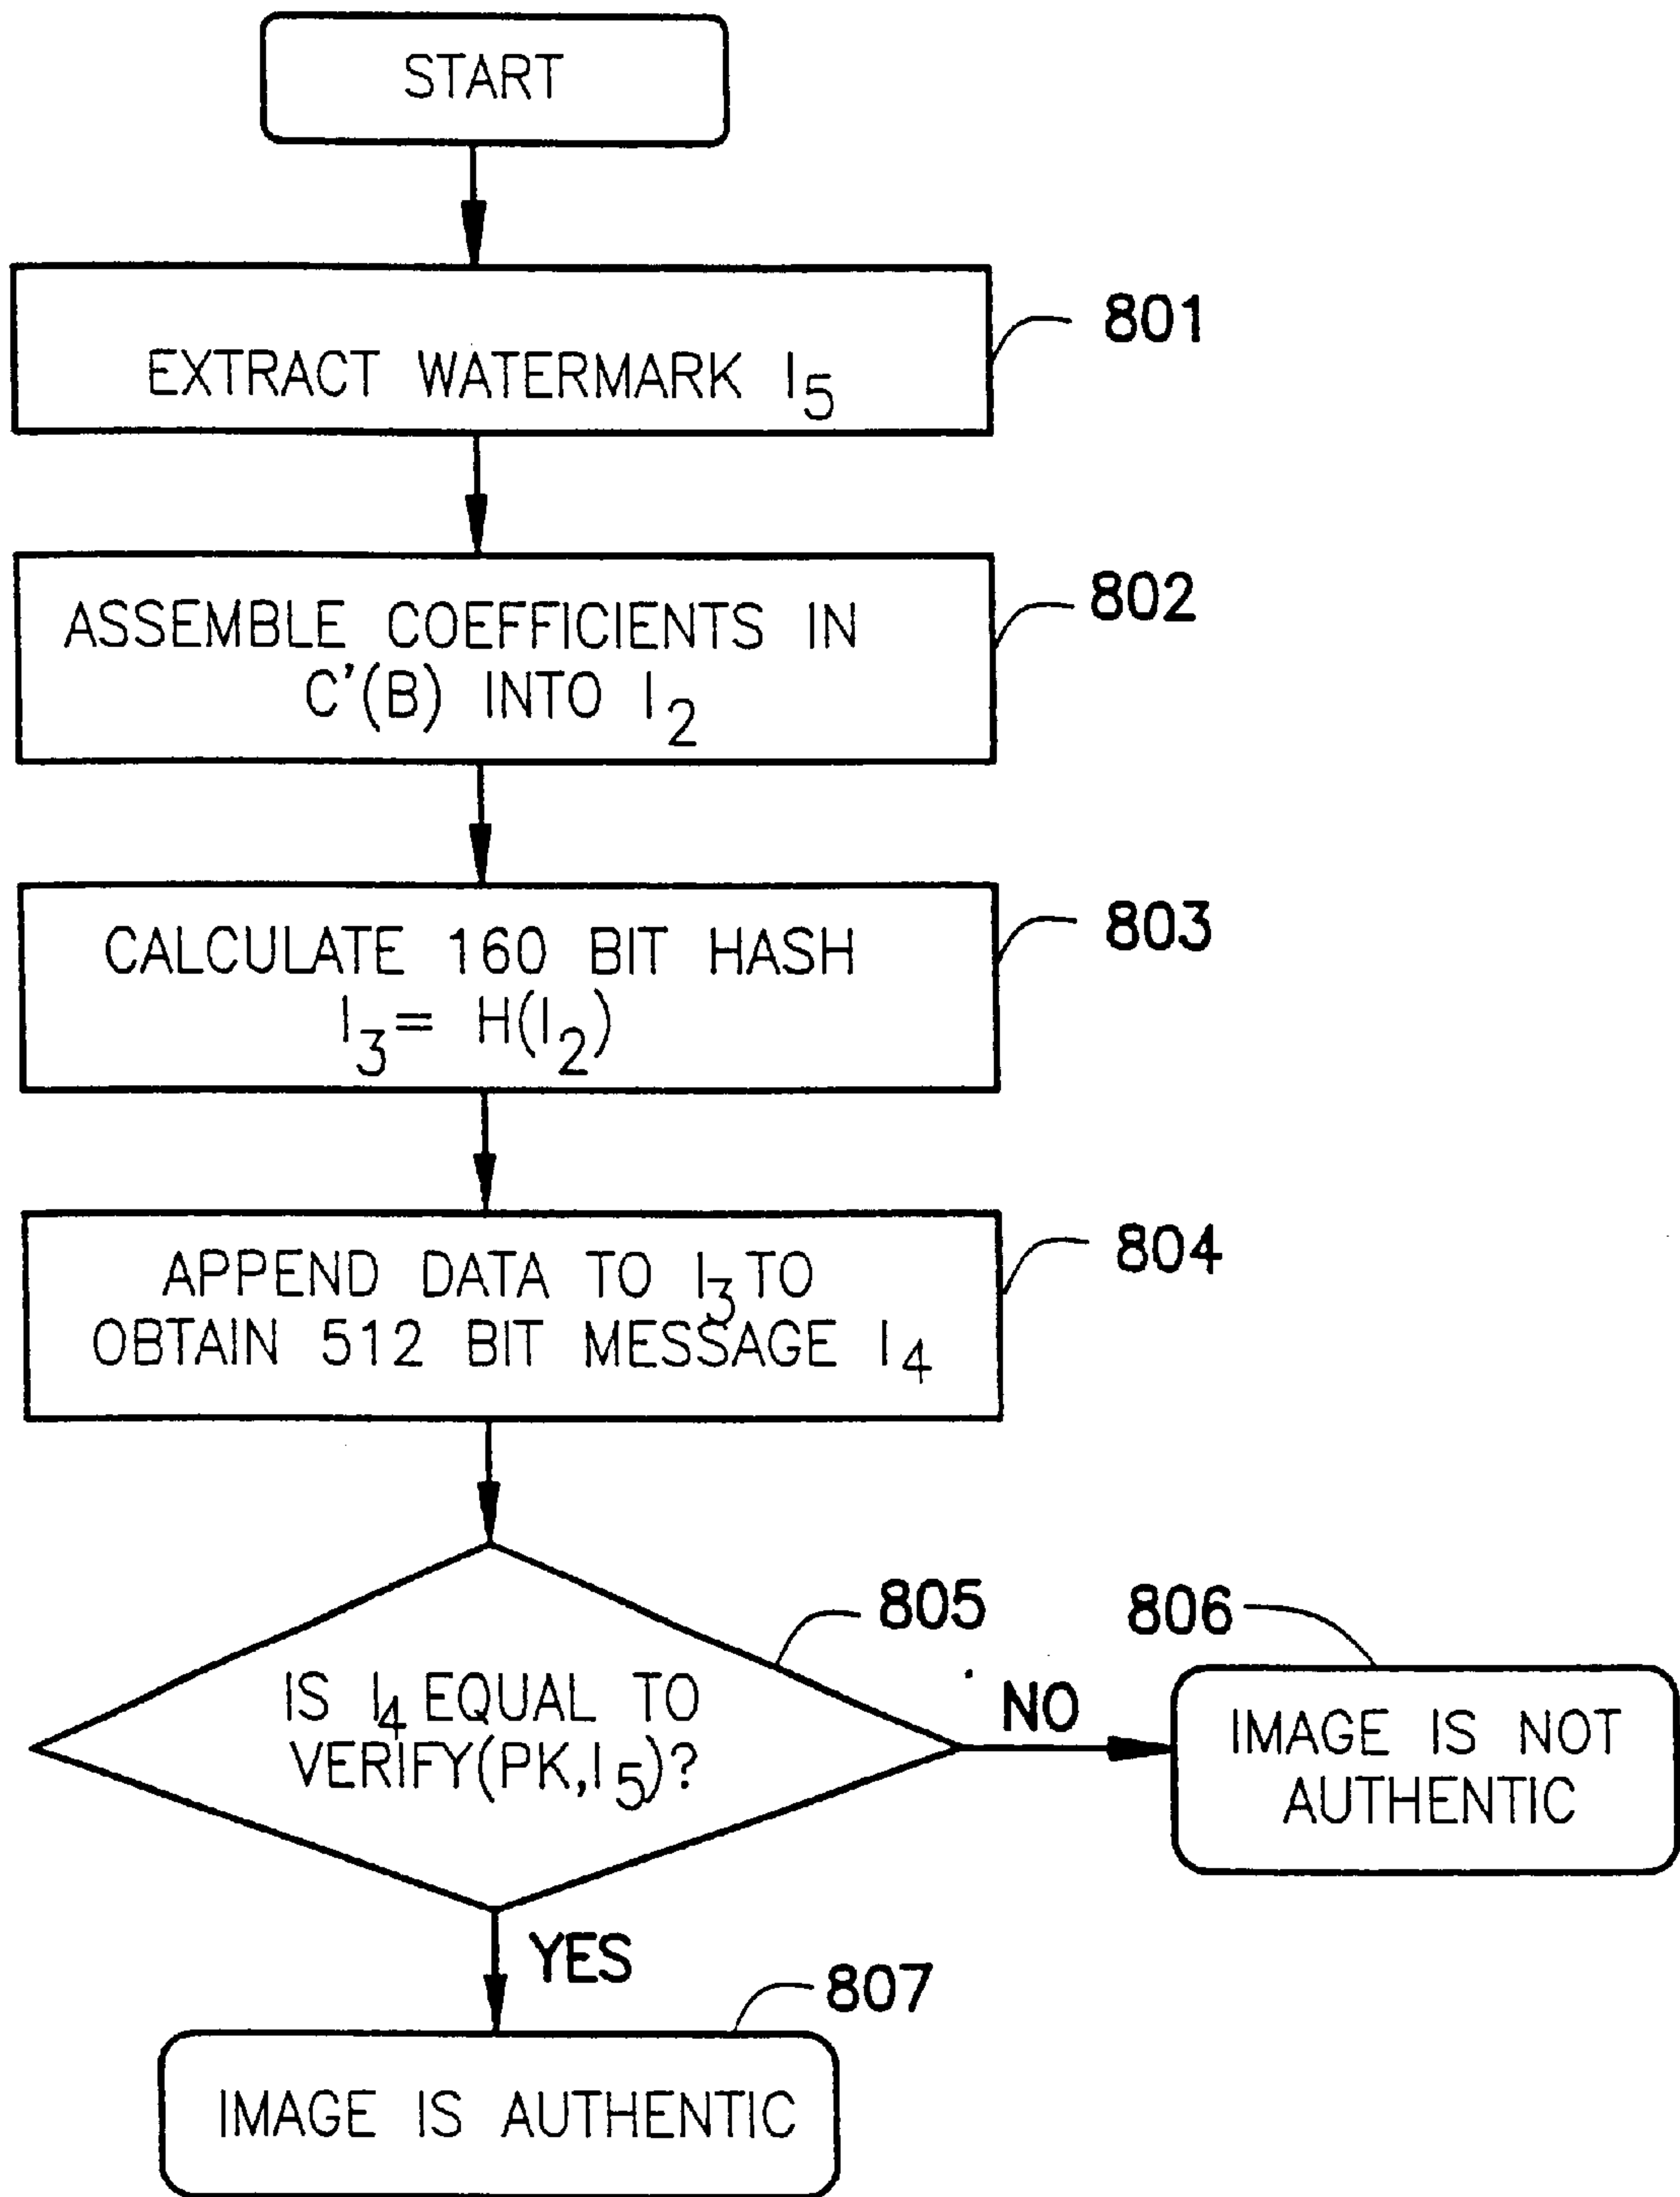 START
801
EXTRACT WATERMARK I5
802
ASSEMBLE COEFFICIENTS IN
C'(B) INTO I2
803
CALCULATE 160 BIT HASH
I3= H(I2)
804
APPEND DATA TO I3 TO
OBTAIN 512 BIT MESSAGE I4
805
IS I4 EQUAL TO
VERIFY(PK,I5)?
NO
806
IMAGE IS NOT
AUTHENTIC
YES
807
IMAGE IS AUTHENTIC